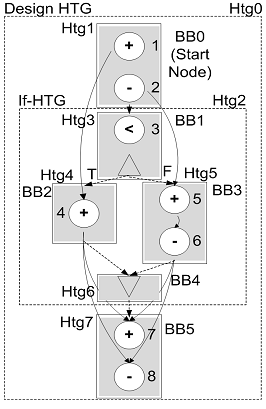 Design HTG Htg0
Htg1
+ 1 BB0
(Start
Node)
- 2
If-HTG Htg2
Htg3
< 3 BB1
Htg4 T F Htg5
BB2 BB3
+ 5
4 +
- 6
Htg6 BB4
Htg7
+ 7 BB5
- 8